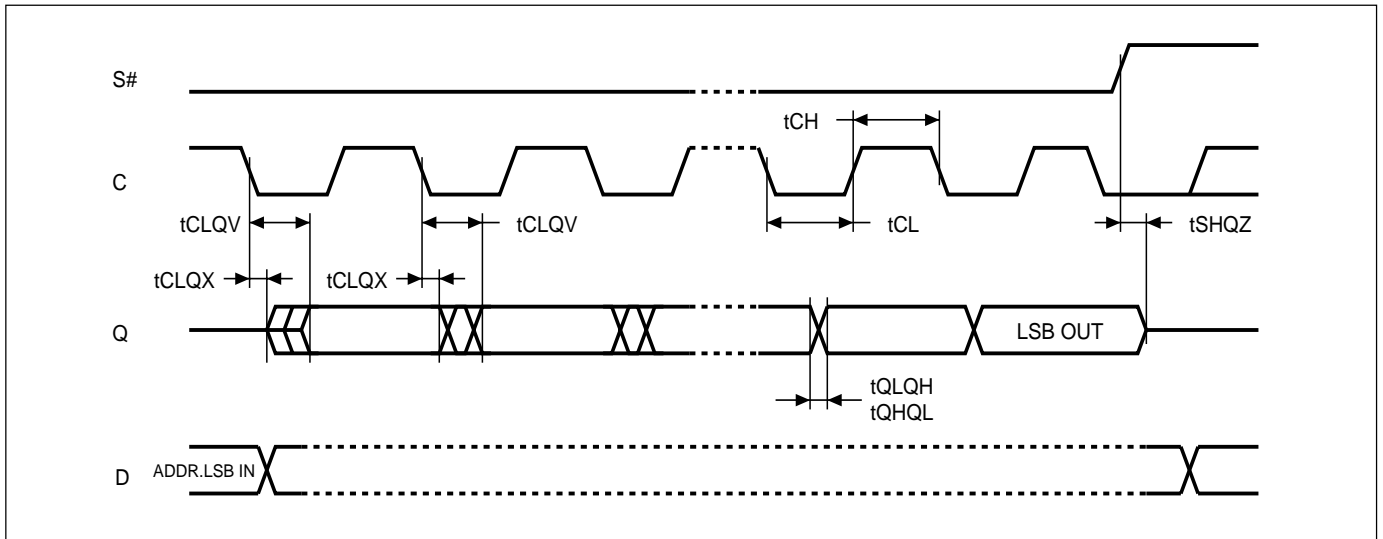 S#
tCH
C
tCLQV
tCLQV
tCL
tSHQZ
tCLQX
tCLQX
Q
LSB OUT
tQLQH
tQHQL
D
ADDR.LSB IN